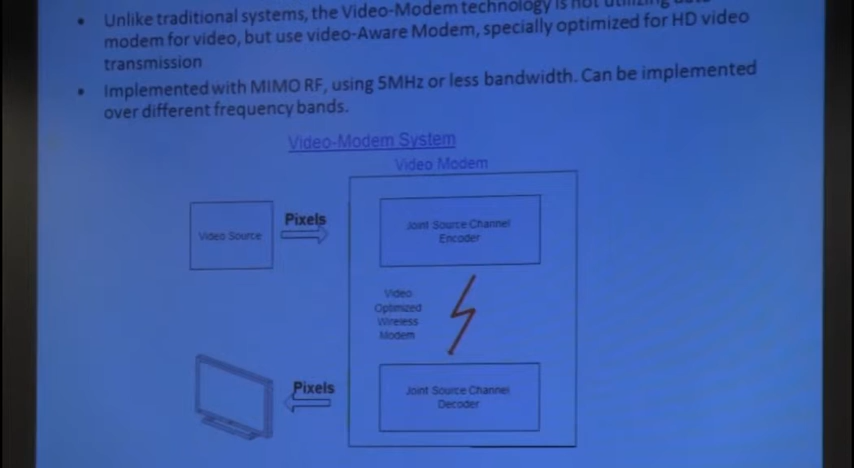 • Unlike traditional systems, the Video-Modem technology is not utilizing
modem for video, but use video-Aware Modem, specially optimized for HD video
transmission
• Implemented with MIMO RF, using 5MHz or less bandwidth. Can be implemented
over different frequency bands.
Video-Modem System
Video Modem
Video Source
Pixels
Joint Source Channel
Encoder
Video
Optimized
Wireless
Modem
Pixels
Joint Source Channel
Decoder